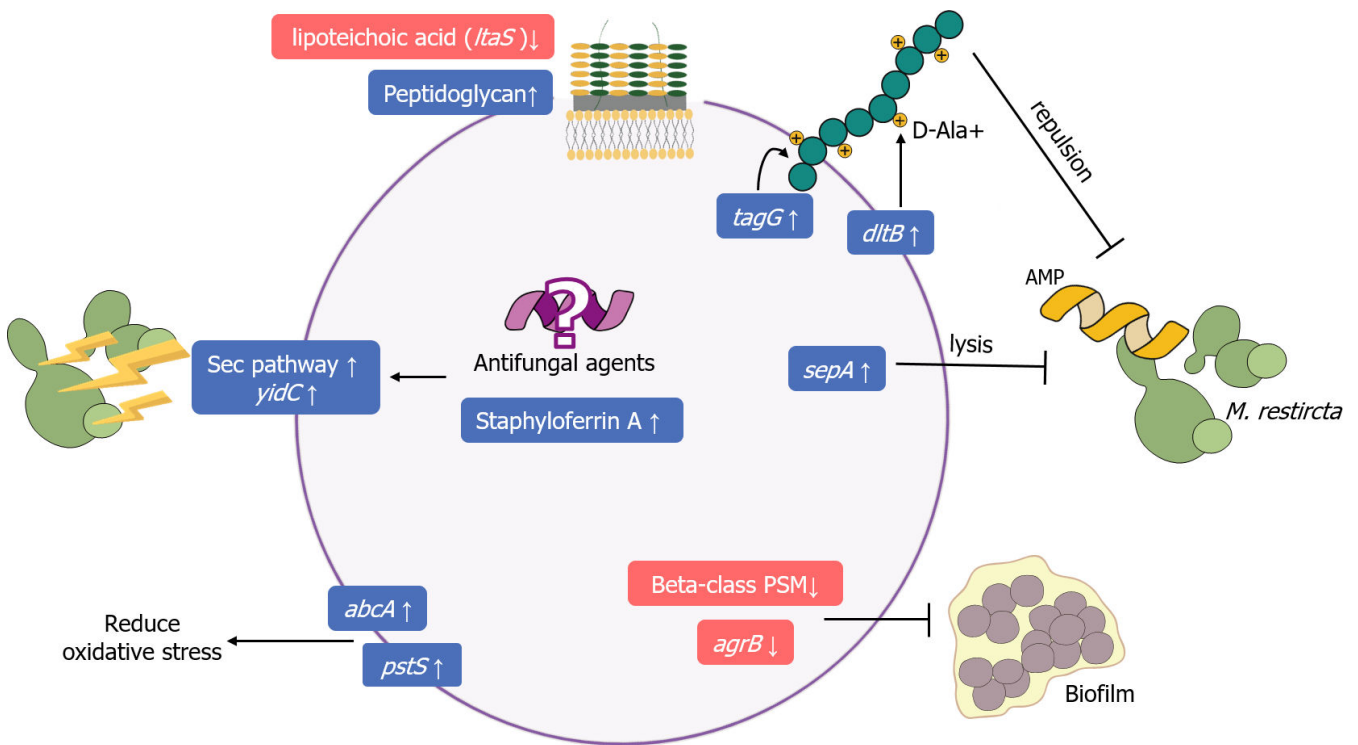 lipoteichoic acid (ltaS )↓
Peptidoglycan↑
D-Ala+
repulsion
tagG ↑
dltB ↑
AMP
Antifungal agents
?
Sec pathway ↑
yidC ↑
Staphyloferrin A ↑
sepA ↑
lysis
M. restircta
Beta-class PSM↓
agrB ↓
abcA ↑
pstS ↑
Reduce
oxidative stress
Biofilm
+
+
+
+
+